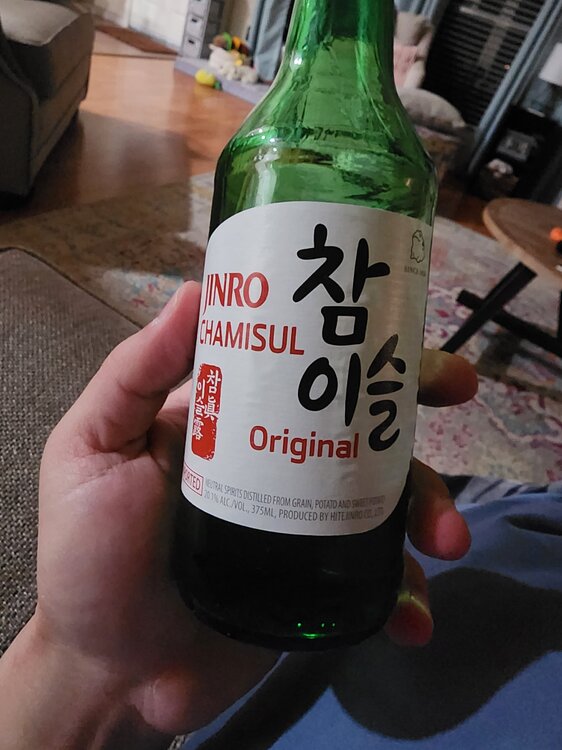 참
이슬
JINRO
CHAMISUL
참眞
이슬露
Original
NEUTRAL SPIRITS DISTILLED FROM GRAIN, POTATO AND SWEET POTATO
20.1% ALC./VOL., 375ML, PRODUCED BY HITEJINRO CO., LTD.